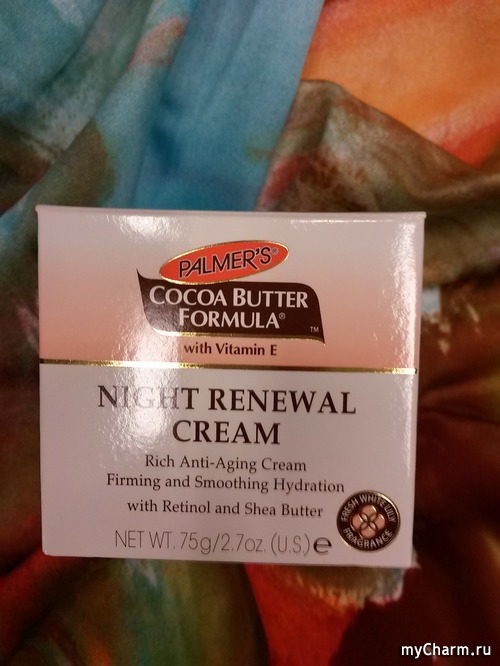 PALMER'S®
COCOA BUTTER
FORMULA®
™
with Vitamin E
NIGHT RENEWAL
CREAM
Rich Anti-Aging Cream
Firming and Smoothing Hydration
with Retinol and Shea Butter
FRESH WHITE LILY
FRAGRANCE
NET WT. 75g/2.7oz. (U.S.) e
myCharm.ru